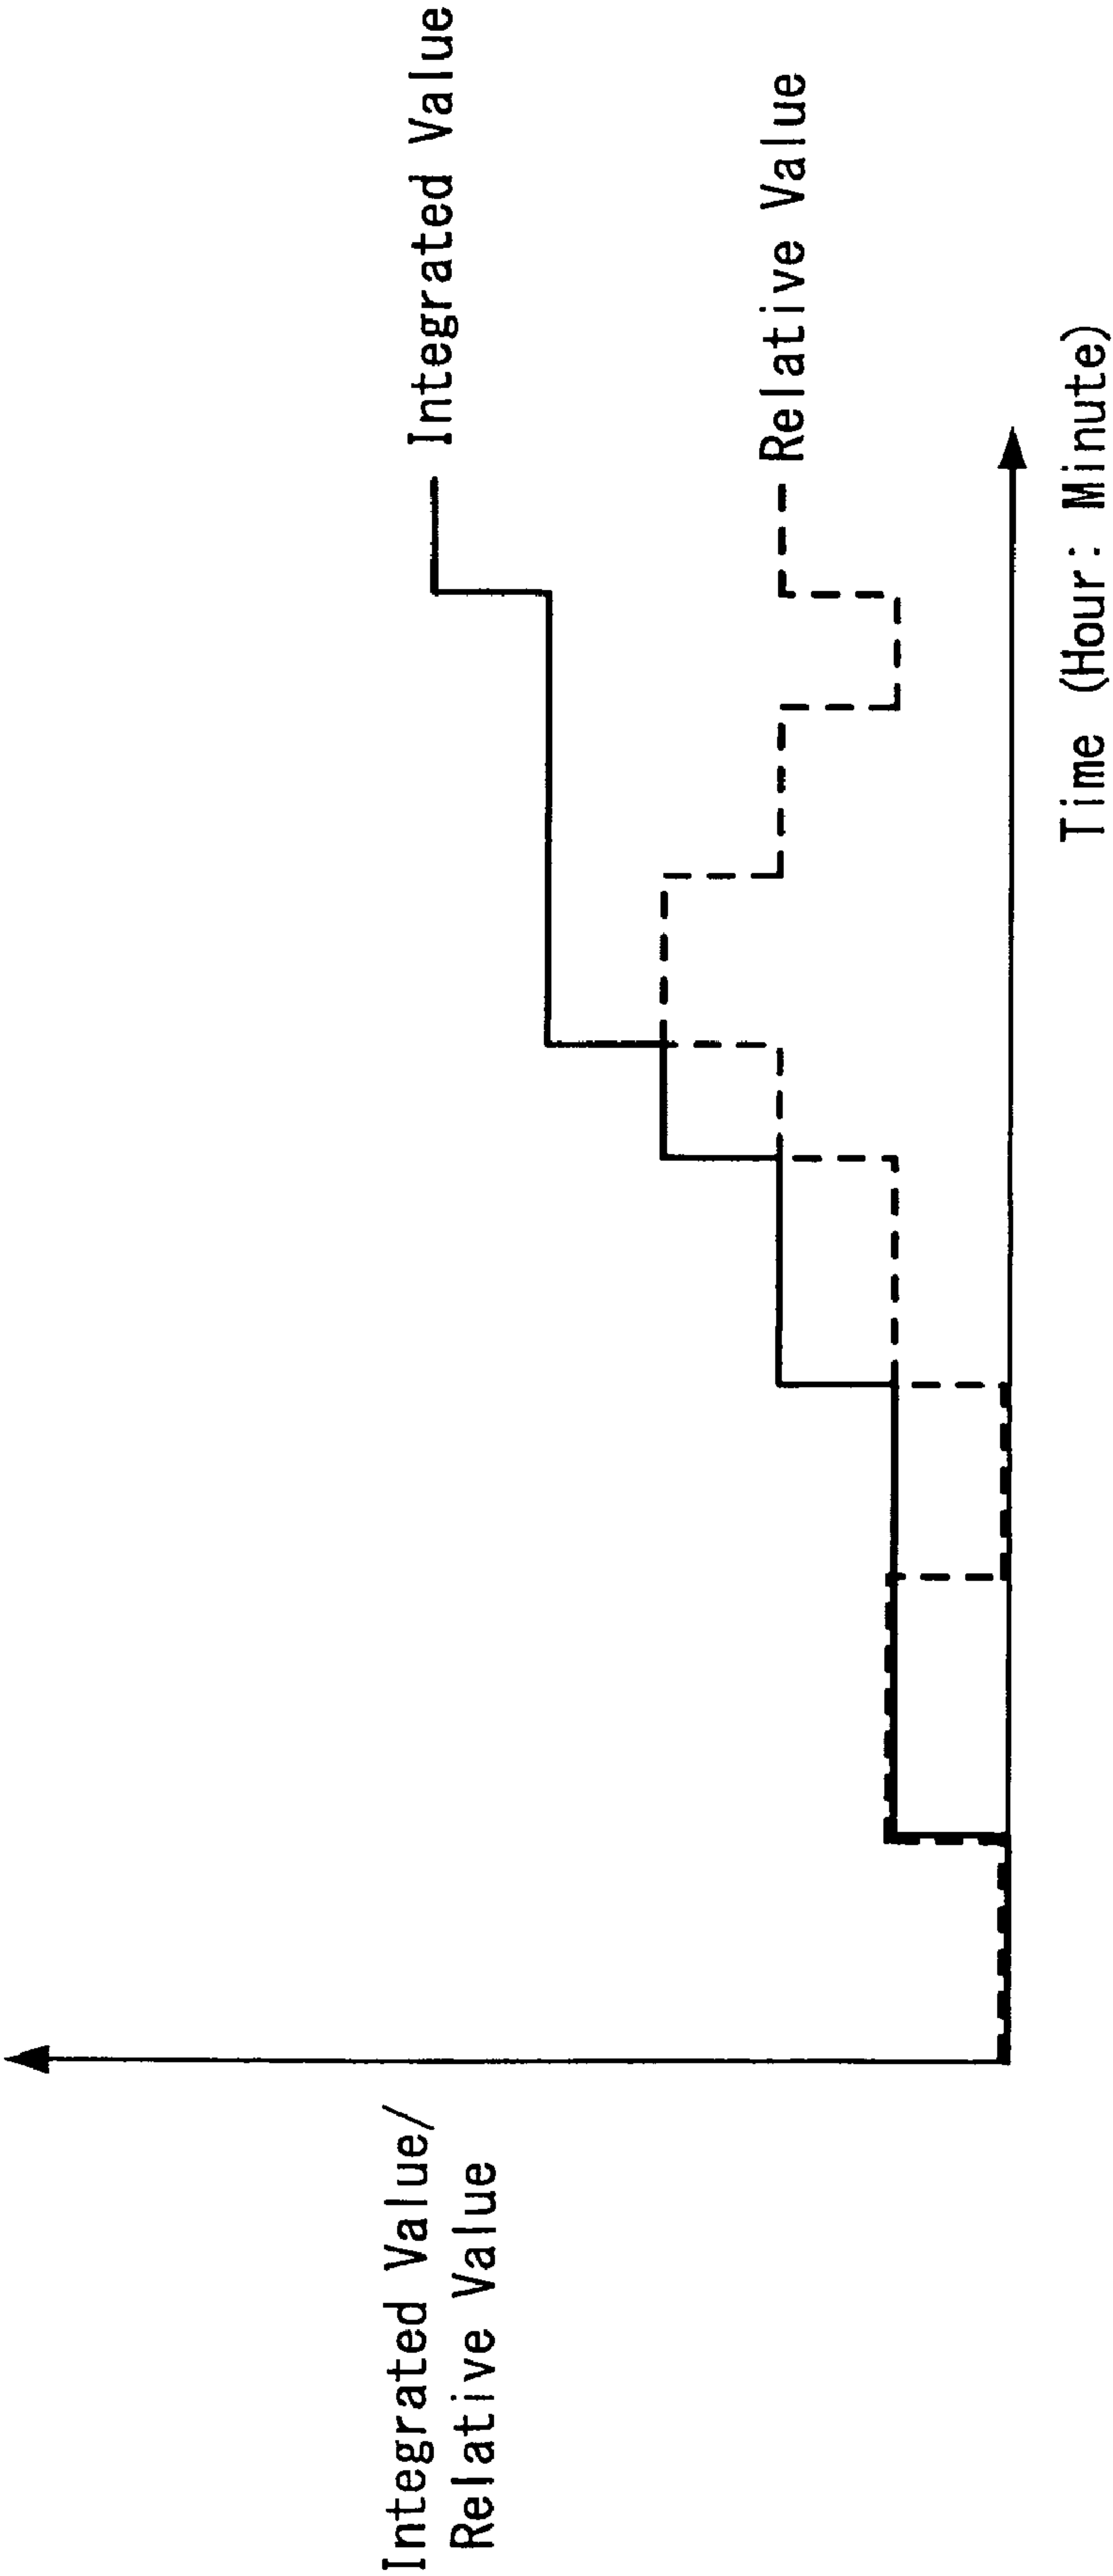 Integrated Value/
Relative Value
Integrated Value
Relative Value
Time (Hour: Minute)